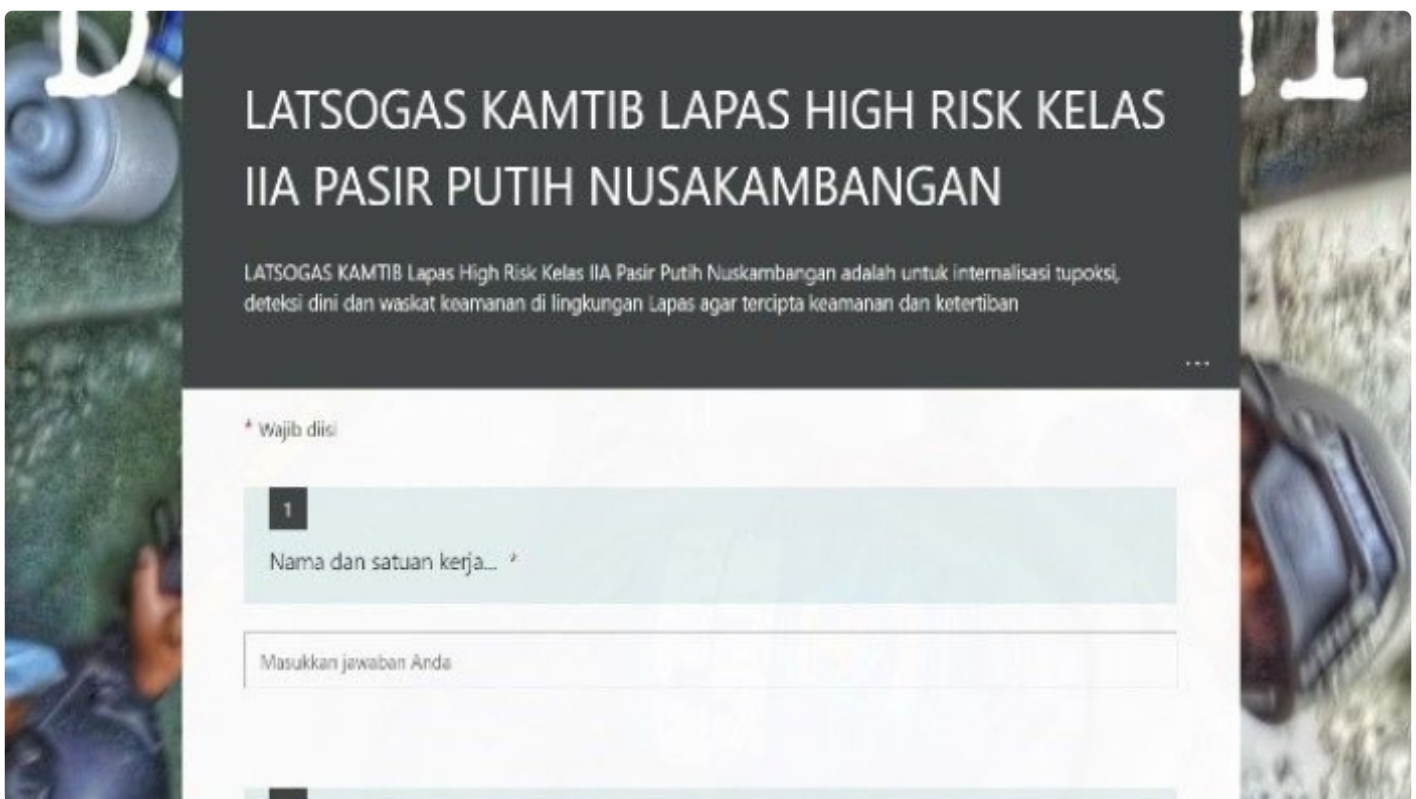 LATSOGAS KAMTIB LAPAS HIGH RISK KELAS
IIA PASIR PUTIH NUSAKAMBANGAN
LATSOGAS KAMTIB Lapas High Risk Kelas IIA Pasir Putih Nuskambangan adalah untuk internalisasi tupoksi,
deteksi dini dan waskat keamanan di lingkungan Lapas agar tercipta keamanan dan ketertiban
* Wajib diisi
1
Nama dan satuan kerja... *
Masukkan jawaban Anda